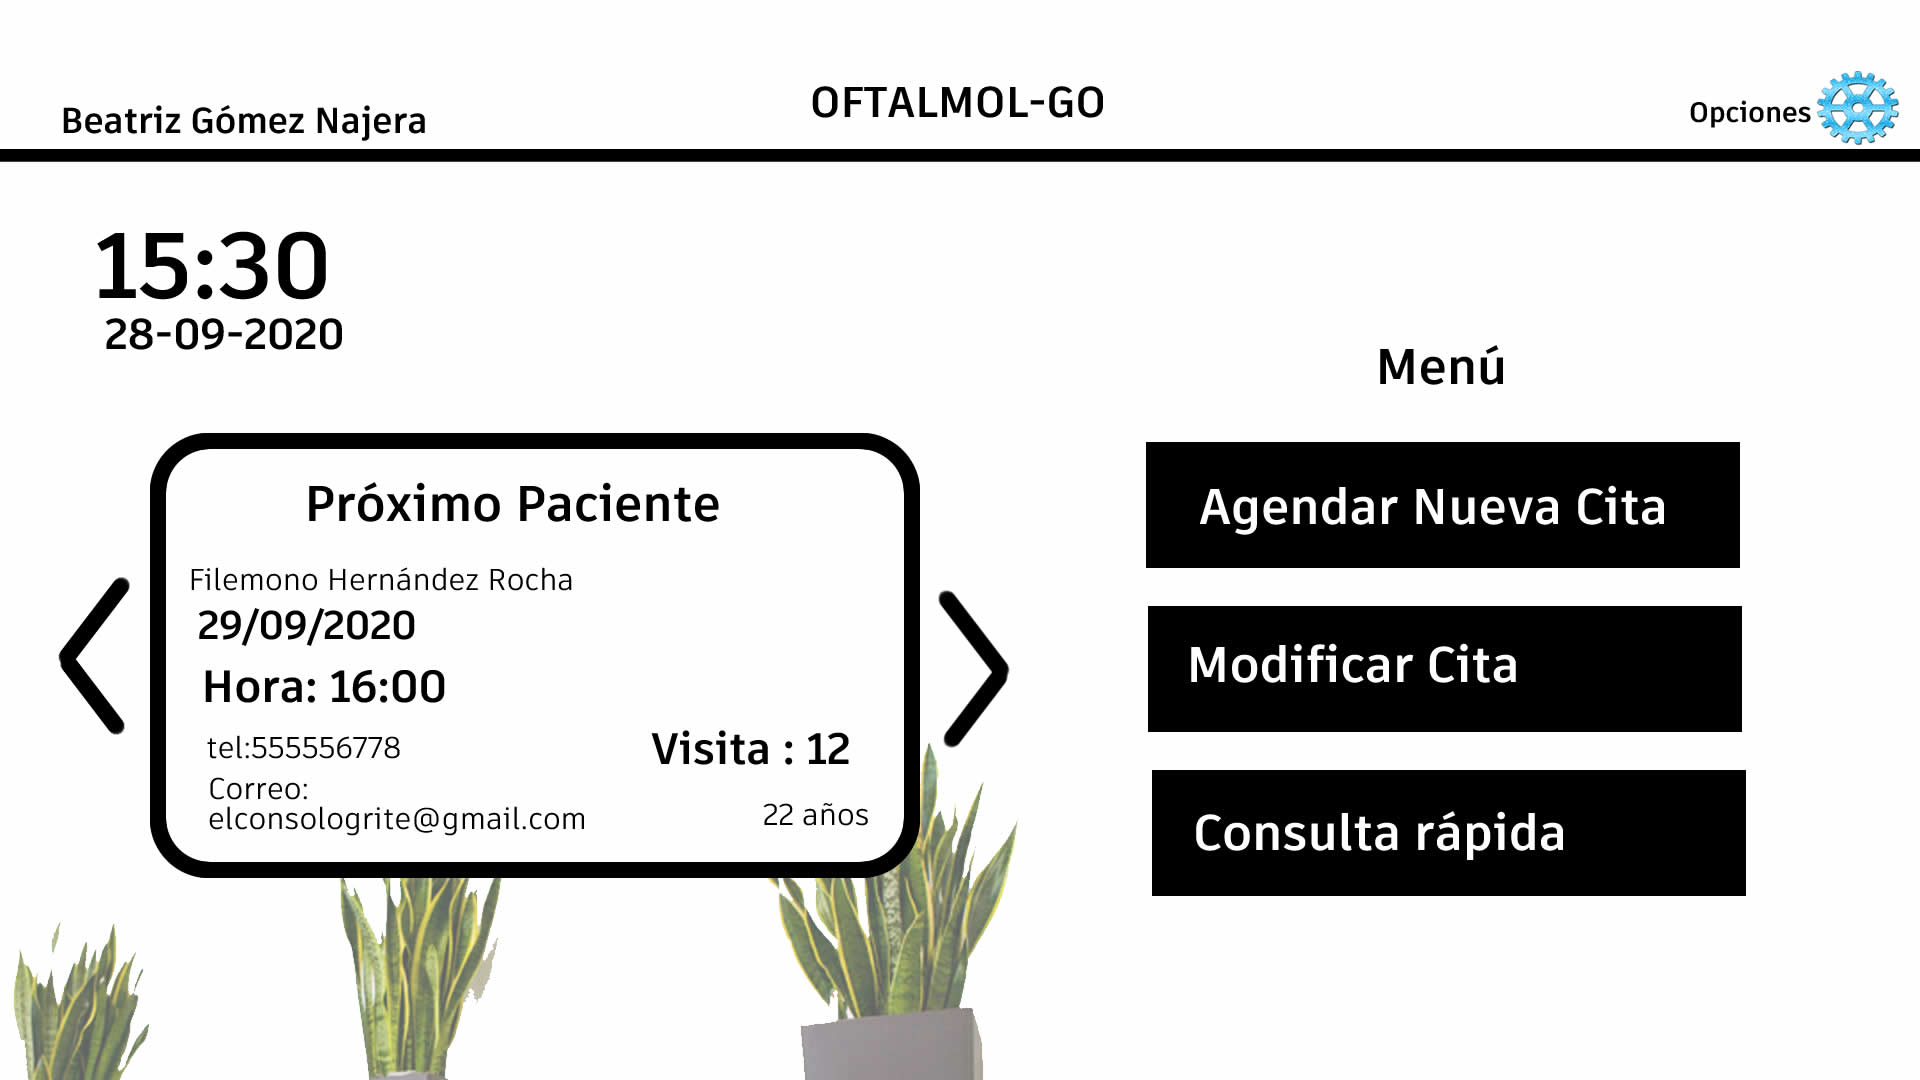 Beatriz Gómez Najera
OFTALMOL-GO
Opciones
15:30
28-09-2020
Próximo Paciente
Filemono Hernández Rocha
29/09/2020
Hora: 16:00
tel:555556778
Correo:
elconsologrite@gmail.com
Visita : 12
22 años
Menú
Agendar Nueva Cita
Modificar Cita
Consulta rápida